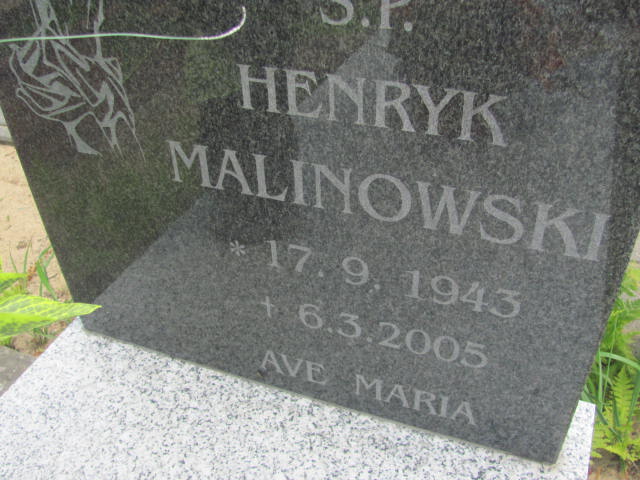 Ś.P.
HENRYK
MALINOWSKI
* 17.9.1943
+ 6.3.2005
AVE MARIA